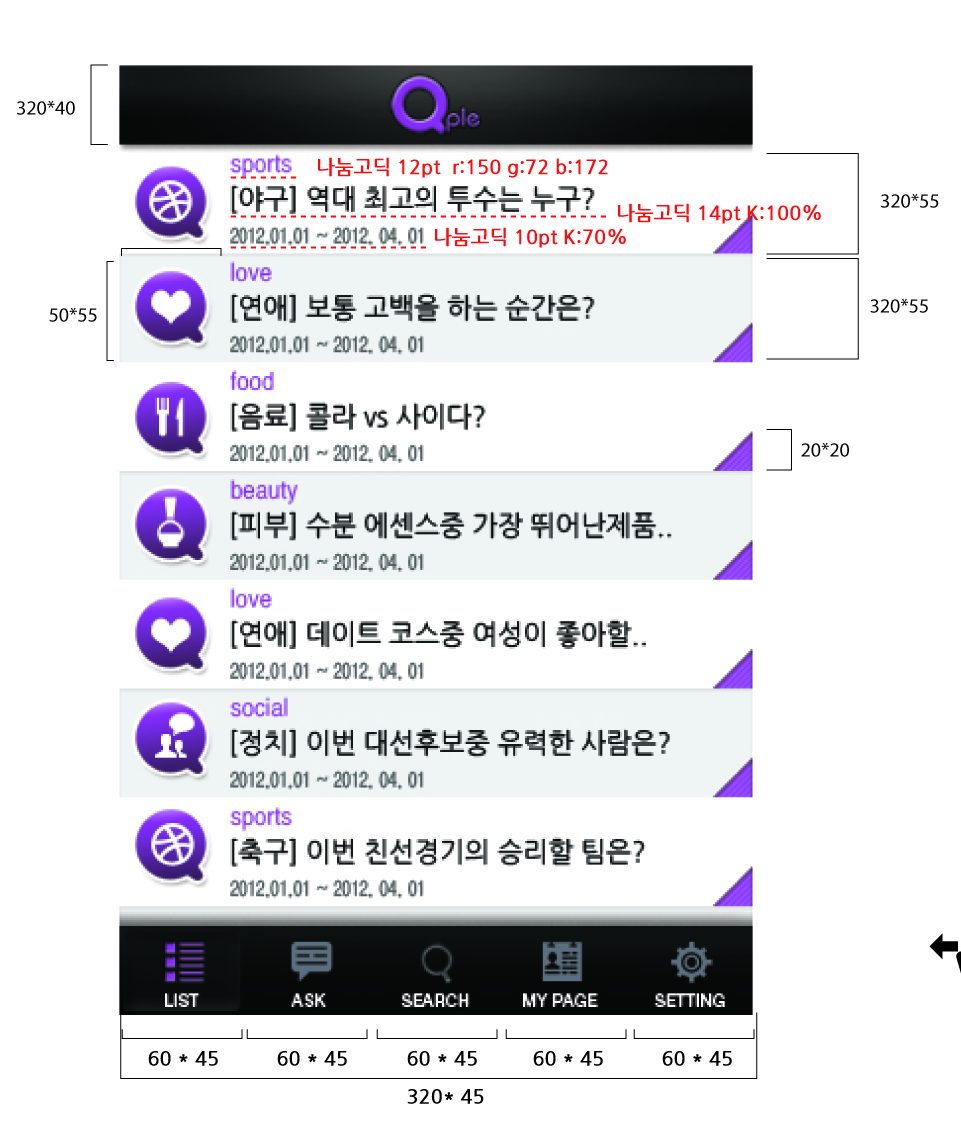 320*40
Qple
sports 나눔고딕 12pt r:150 g:72 b:172
[야구] 역대 최고의 투수는 누구?
나눔고딕 14pt K:100%
2012.01.01 ~ 2012. 04. 01 나눔고딕 10pt K:70%
320*55
love
[연애] 보통 고백을 하는 순간은?
2012.01.01 ~ 2012. 04. 01
50*55
320*55
food
[음료] 콜라 vs 사이다?
2012.01.01 ~ 2012. 04. 01
20*20
beauty
[피부] 수분 에센스중 가장 뛰어난제품..
2012.01.01 ~ 2012. 04. 01
love
[연애] 데이트 코스중 여성이 좋아할..
2012.01.01 ~ 2012. 04. 01
social
[정치] 이번 대선후보중 유력한 사람은?
2012.01.01 ~ 2012. 04. 01
sports
[축구] 이번 친선경기의 승리할 팀은?
2012.01.01 ~ 2012. 04. 01
LIST ASK SEARCH MY PAGE SETTING
60 * 45 60 * 45 60 * 45 60 * 45 60 * 45
320* 45